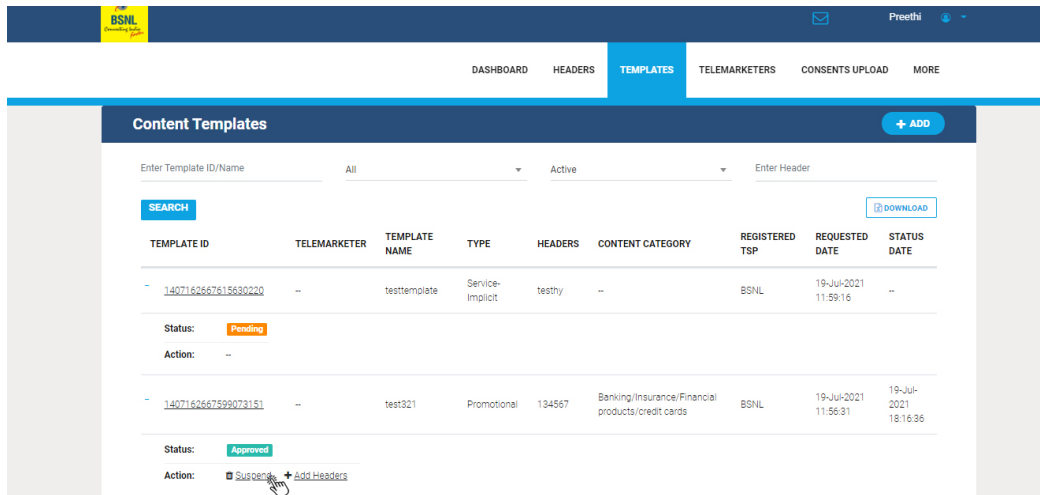 BSNL
Connecting India
Preethi
DASHBOARD HEADERS TEMPLATES TELEMARKETERS CONSENTS UPLOAD MORE
Content Templates
+ ADD
Enter Template ID/Name All Active Enter Header
SEARCH
DOWNLOAD
TEMPLATE ID TELEMARKETER TEMPLATE NAME TYPE HEADERS CONTENT CATEGORY REGISTERED TSP REQUESTED DATE STATUS DATE
– 1407162667615630220 -- testtemplate Service-Implicit testhy -- BSNL 19-Jul-2021 11:59:16 --
Status: Pending
Action: --
– 1407162667599073151 -- test321 Promotional 134567 Banking/Insurance/Financial products/credit cards BSNL 19-Jul-2021 11:56:31 19-Jul-2021 18:16:36
Status: Approved
Action: Suspend + Add Headers